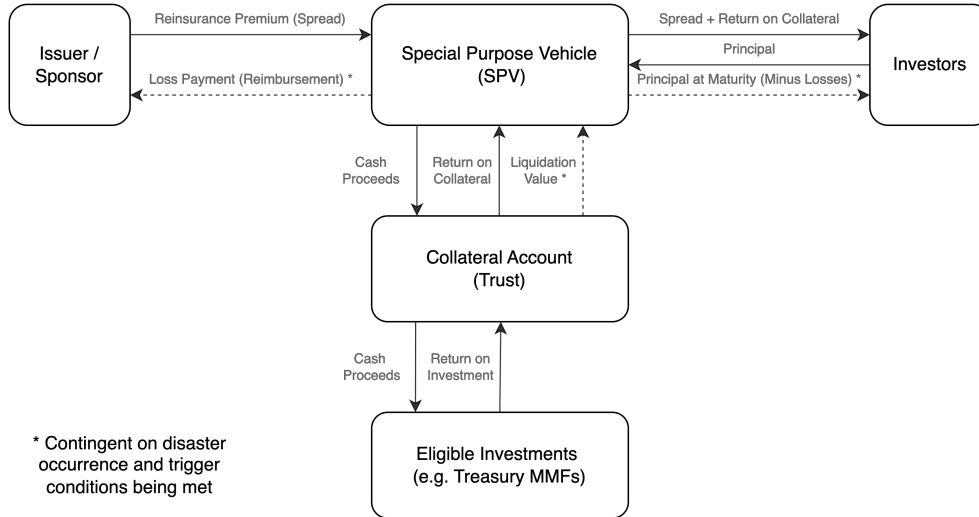 Issuer /
Sponsor
Reinsurance Premium (Spread)
Loss Payment (Reimbursement) *
Special Purpose Vehicle
(SPV)
Spread + Return on Collateral
Principal
Principal at Maturity (Minus Losses) *
Investors
Cash
Proceeds
Return on
Collateral
Liquidation
Value *
Collateral Account
(Trust)
Cash
Proceeds
Return on
Investment
Eligible Investments
(e.g. Treasury MMFs)
* Contingent on disaster
occurrence and trigger
conditions being met